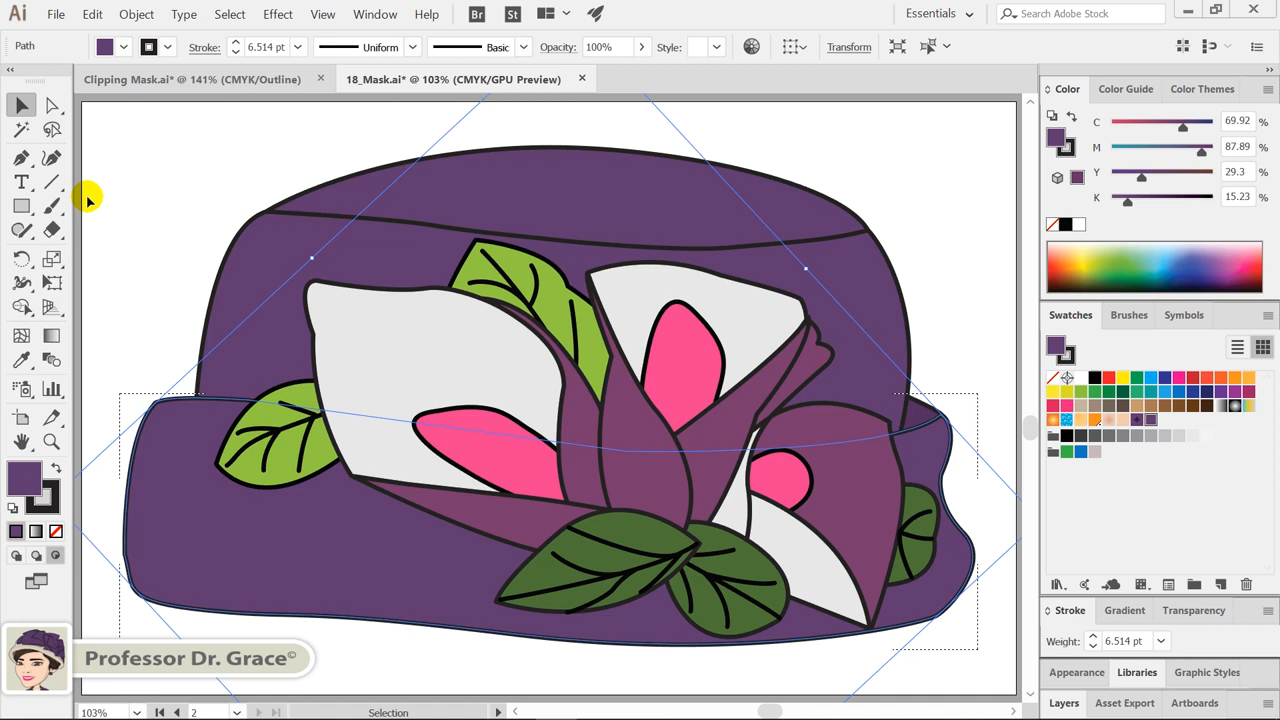 Ai File Edit Object Type Select Effect View Window Help Br St Essentials Search Adobe Stock
Path Stroke: 6.514 pt Uniform Basic Opacity: 100% Style: Transform
Clipping Mask.ai* @ 141% (CMYK/Outline) × 18_Mask.ai* @ 103% (CMYK/GPU Preview) ×
Color Color Guide Color Themes
C 69.92 %
M 87.89 %
Y 29.3 %
K 15.23 %
Swatches Brushes Symbols
Stroke Gradient Transparency
Weight: 6.514 pt
Professor Dr. Grace©
Appearance Libraries Graphic Styles
Layers Asset Export Artboards
103% 2 Selection